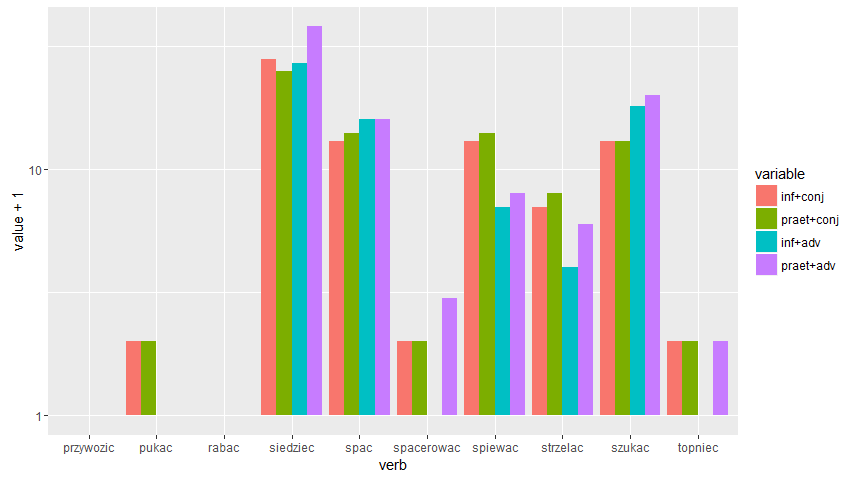 value + 1
10
1
przywozic pukac rabac siedziec spac spacerowac spiewac strzelac szukac topniec
verb
variable
inf+conj
praet+conj
inf+adv
praet+adv